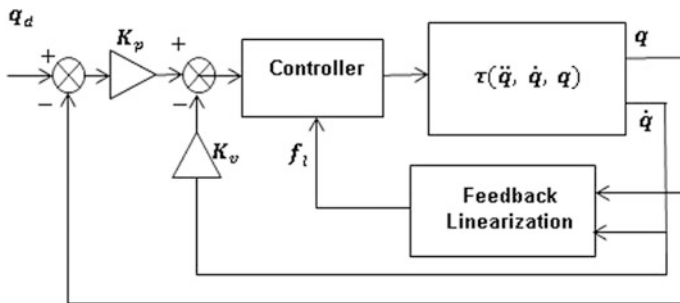 q_d
K_p
+
+
−
−
Controller
τ(q̈, q̇, q)
q
q̇
K_v
f_l
Feedback
Linearization